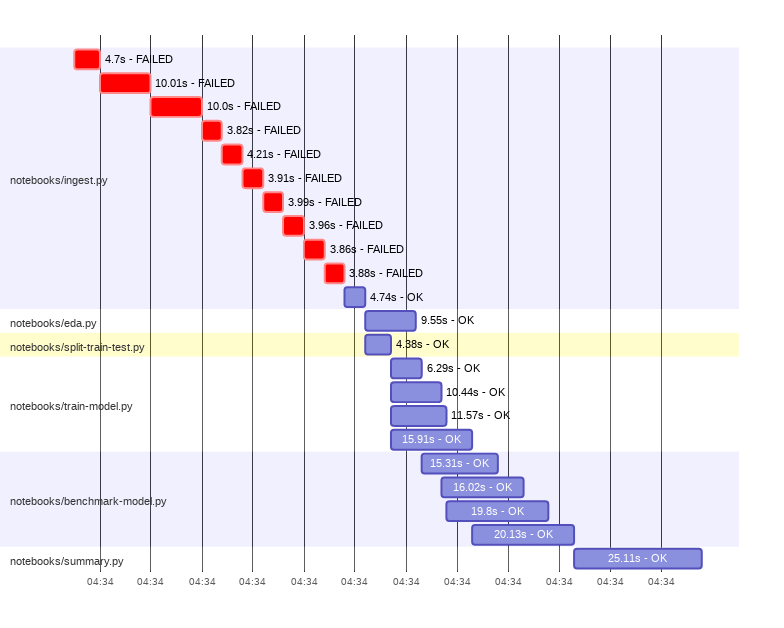 4.7s - FAILED
10.01s - FAILED
10.0s - FAILED
3.82s - FAILED
4.21s - FAILED
notebooks/ingest.py
3.91s - FAILED
3.99s - FAILED
3.96s - FAILED
3.86s - FAILED
3.88s - FAILED
4.74s - OK
notebooks/eda.py
9.55s - OK
notebooks/split-train-test.py
4.38s - OK
6.29s - OK
10.44s - OK
notebooks/train-model.py
11.57s - OK
15.91s - OK
15.31s - OK
16.02s - OK
notebooks/benchmark-model.py
19.8s - OK
20.13s - OK
notebooks/summary.py
25.11s - OK
04:34 04:34 04:34 04:34 04:34 04:34 04:34 04:34 04:34 04:34 04:34 04:34